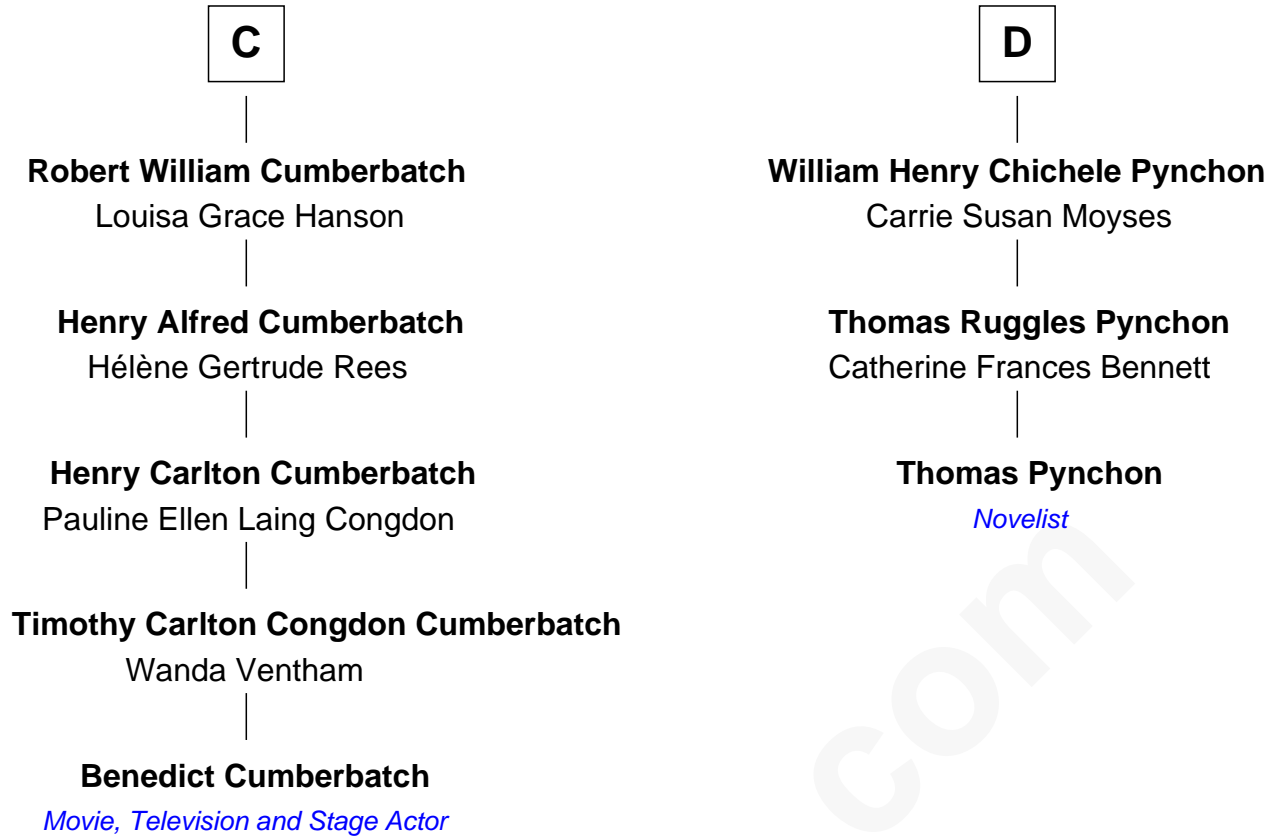 C
Robert William Cumberbatch
Louisa Grace Hanson
Henry Alfred Cumberbatch
Hélène Gertrude Rees
Henry Carlton Cumberbatch
Pauline Ellen Laing Congdon
Timothy Carlton Congdon Cumberbatch
Wanda Ventham
Benedict Cumberbatch
Movie, Television and Stage Actor
D
William Henry Chichele Pynchon
Carrie Susan Moyses
Thomas Ruggles Pynchon
Catherine Frances Bennett
Thomas Pynchon
Novelist
com